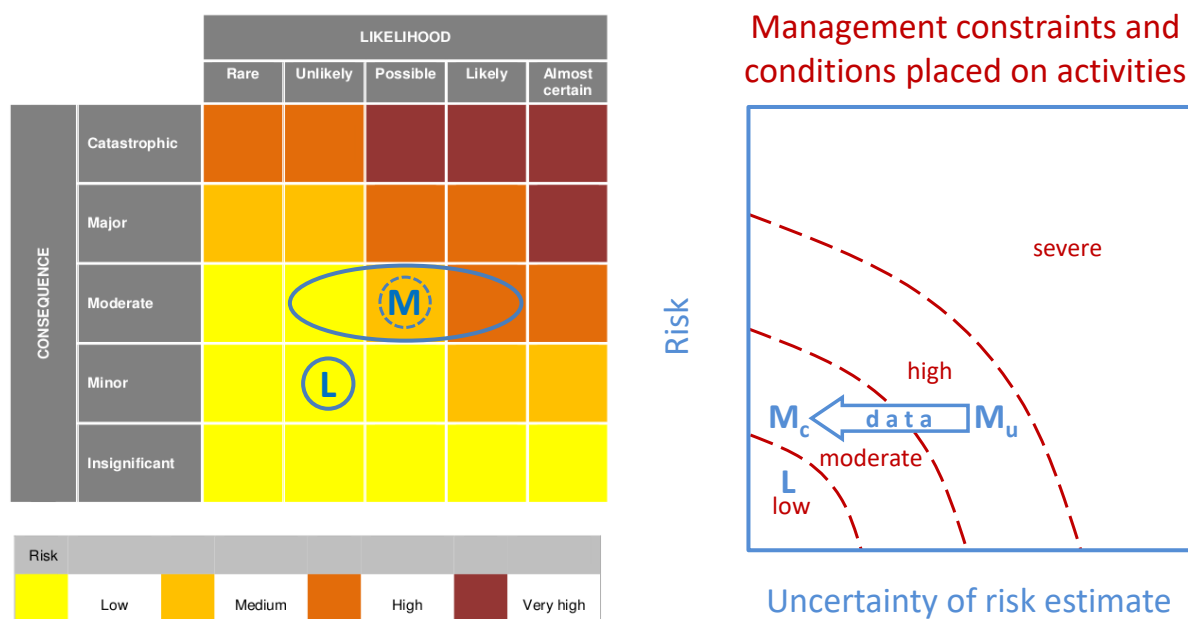 LIKELIHOOD
Rare
Unlikely
Possible
Likely
Almost
certain
CONSEQUENCE
Catastrophic
Major
Moderate
M
Minor
L
Insignificant
Risk
Low
Medium
High
Very high
Management constraints and
conditions placed on activities
Risk
severe
high
Mc
data
Mu
moderate
L
low
Uncertainty of risk estimate